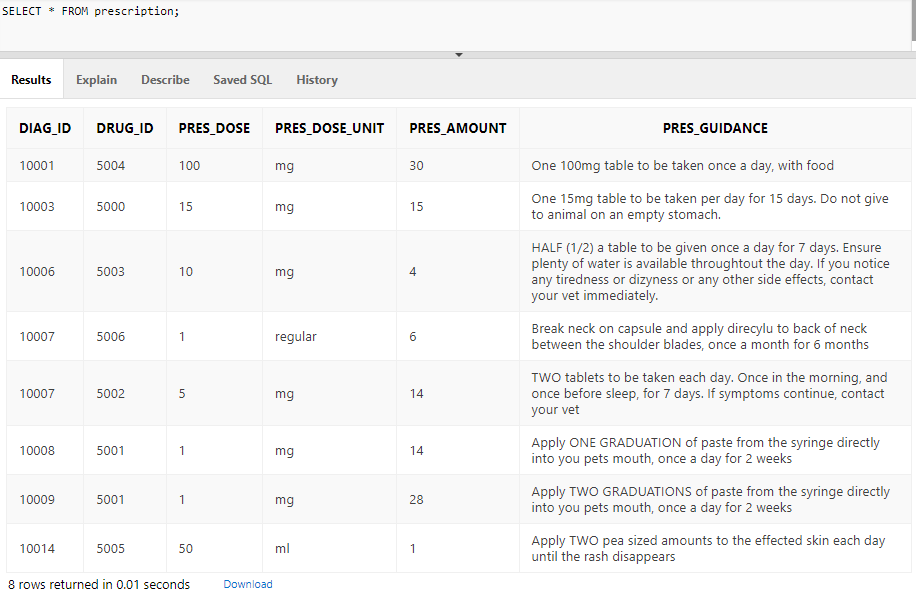 SELECT * FROM prescription;
Results Explain Describe Saved SQL History
DIAG_ID DRUG_ID PRES_DOSE PRES_DOSE_UNIT PRES_AMOUNT PRES_GUIDANCE
10001 5004 100 mg 30 One 100mg table to be taken once a day, with food
10003 5000 15 mg 15 One 15mg table to be taken per day for 15 days. Do not give
to animal on an empty stomach.
10006 5003 10 mg 4 HALF (1/2) a table to be given once a day for 7 days. Ensure
plenty of water is available throughtout the day. If you notice
any tiredness or dizyness or any other side effects, contact
your vet immediately.
10007 5006 1 regular 6 Break neck on capsule and apply direcylu to back of neck
between the shoulder blades, once a month for 6 months
10007 5002 5 mg 14 TWO tablets to be taken each day. Once in the morning, and
once before sleep, for 7 days. If symptoms continue, contact
your vet
10008 5001 1 mg 14 Apply ONE GRADUATION of paste from the syringe directly
into you pets mouth, once a day for 2 weeks
10009 5001 1 mg 28 Apply TWO GRADUATIONS of paste from the syringe directly
into you pets mouth, once a day for 2 weeks
10014 5005 50 ml 1 Apply TWO pea sized amounts to the effected skin each day
until the rash disappears
8 rows returned in 0.01 seconds Download